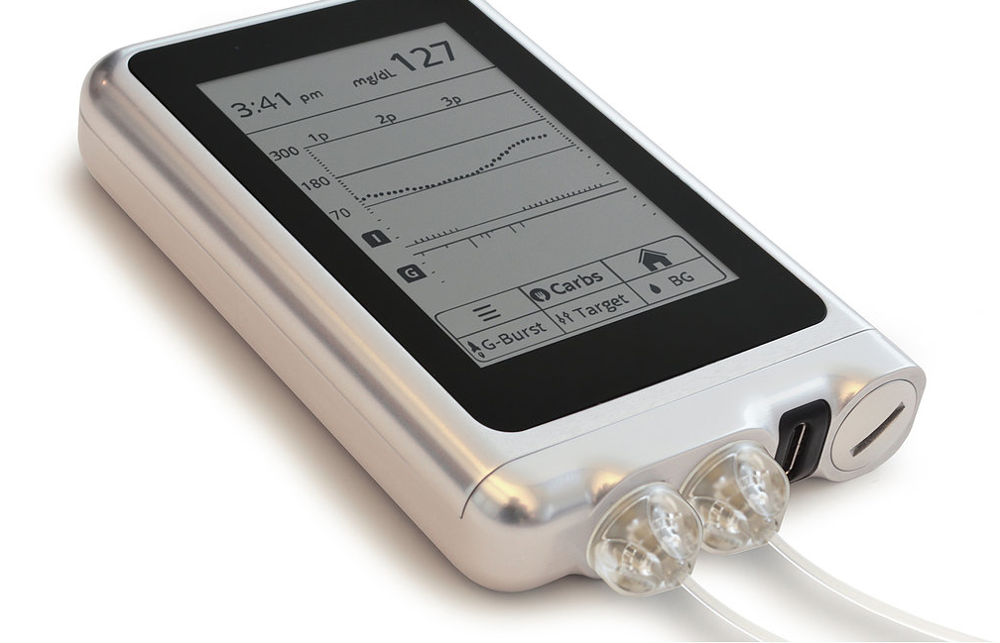 3:41 pm mg/dL 127
1p 2p 3p
300
180
70
I
G
☰ Carbs
G-Burst Target BG